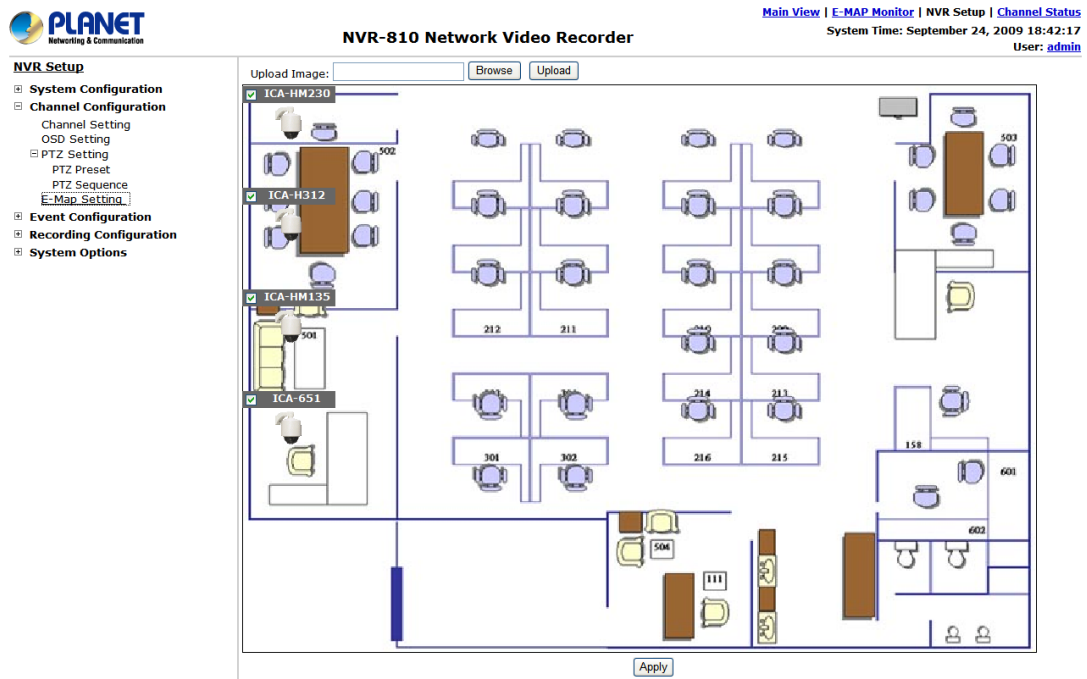 PLANET
Networking & Communication
NVR-810 Network Video Recorder
Main View | E-MAP Monitor | NVR Setup | Channel Status
System Time: September 24, 2009 18:42:17
User: admin
NVR Setup
System Configuration
Channel Configuration
Channel Setting
OSD Setting
PTZ Setting
PTZ Preset
PTZ Sequence
E-Map Setting
Event Configuration
Recording Configuration
System Options
Upload Image:
Browse
Upload
ICA-HM230
502
503
ICA-H312
ICA-HM135
501
212
211
ICA-651
214
213
158
301
302
216
215
601
602
504
111
Apply